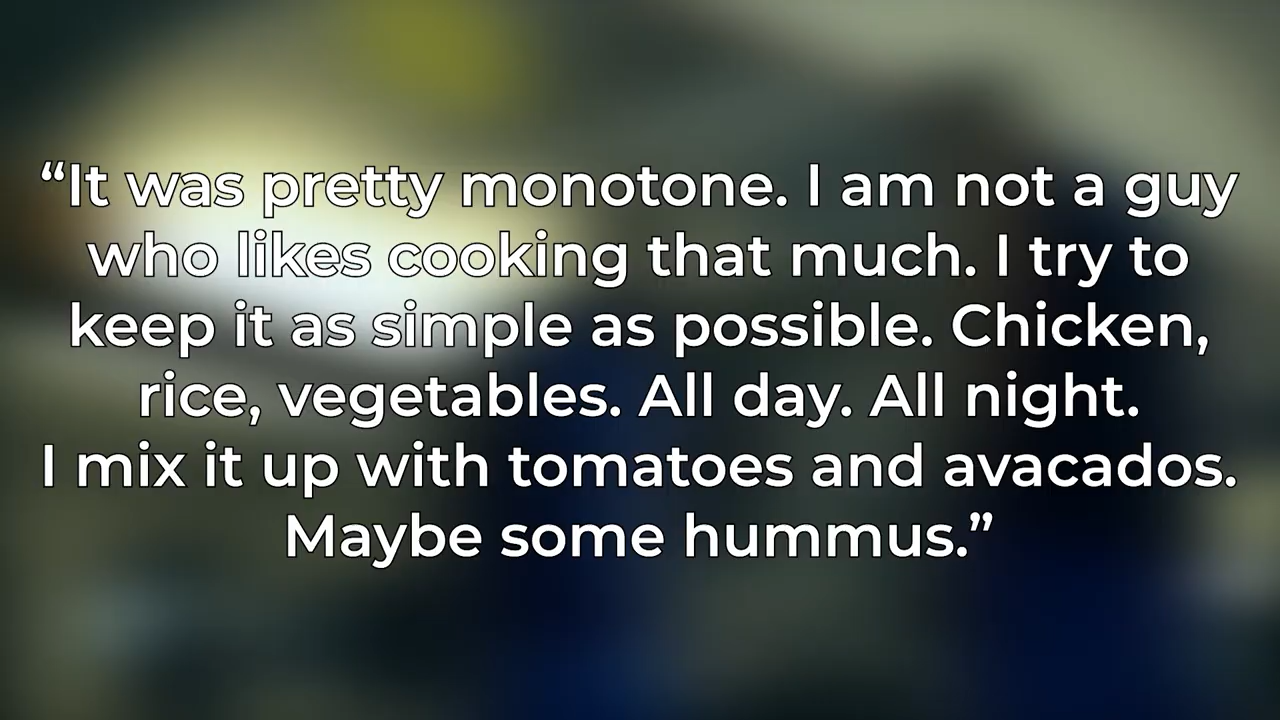 “It was pretty monotone. I am not a guy
who likes cooking that much. I try to
keep it as simple as possible. Chicken,
rice, vegetables. All day. All night.
I mix it up with tomatoes and avacados.
Maybe some hummus.”